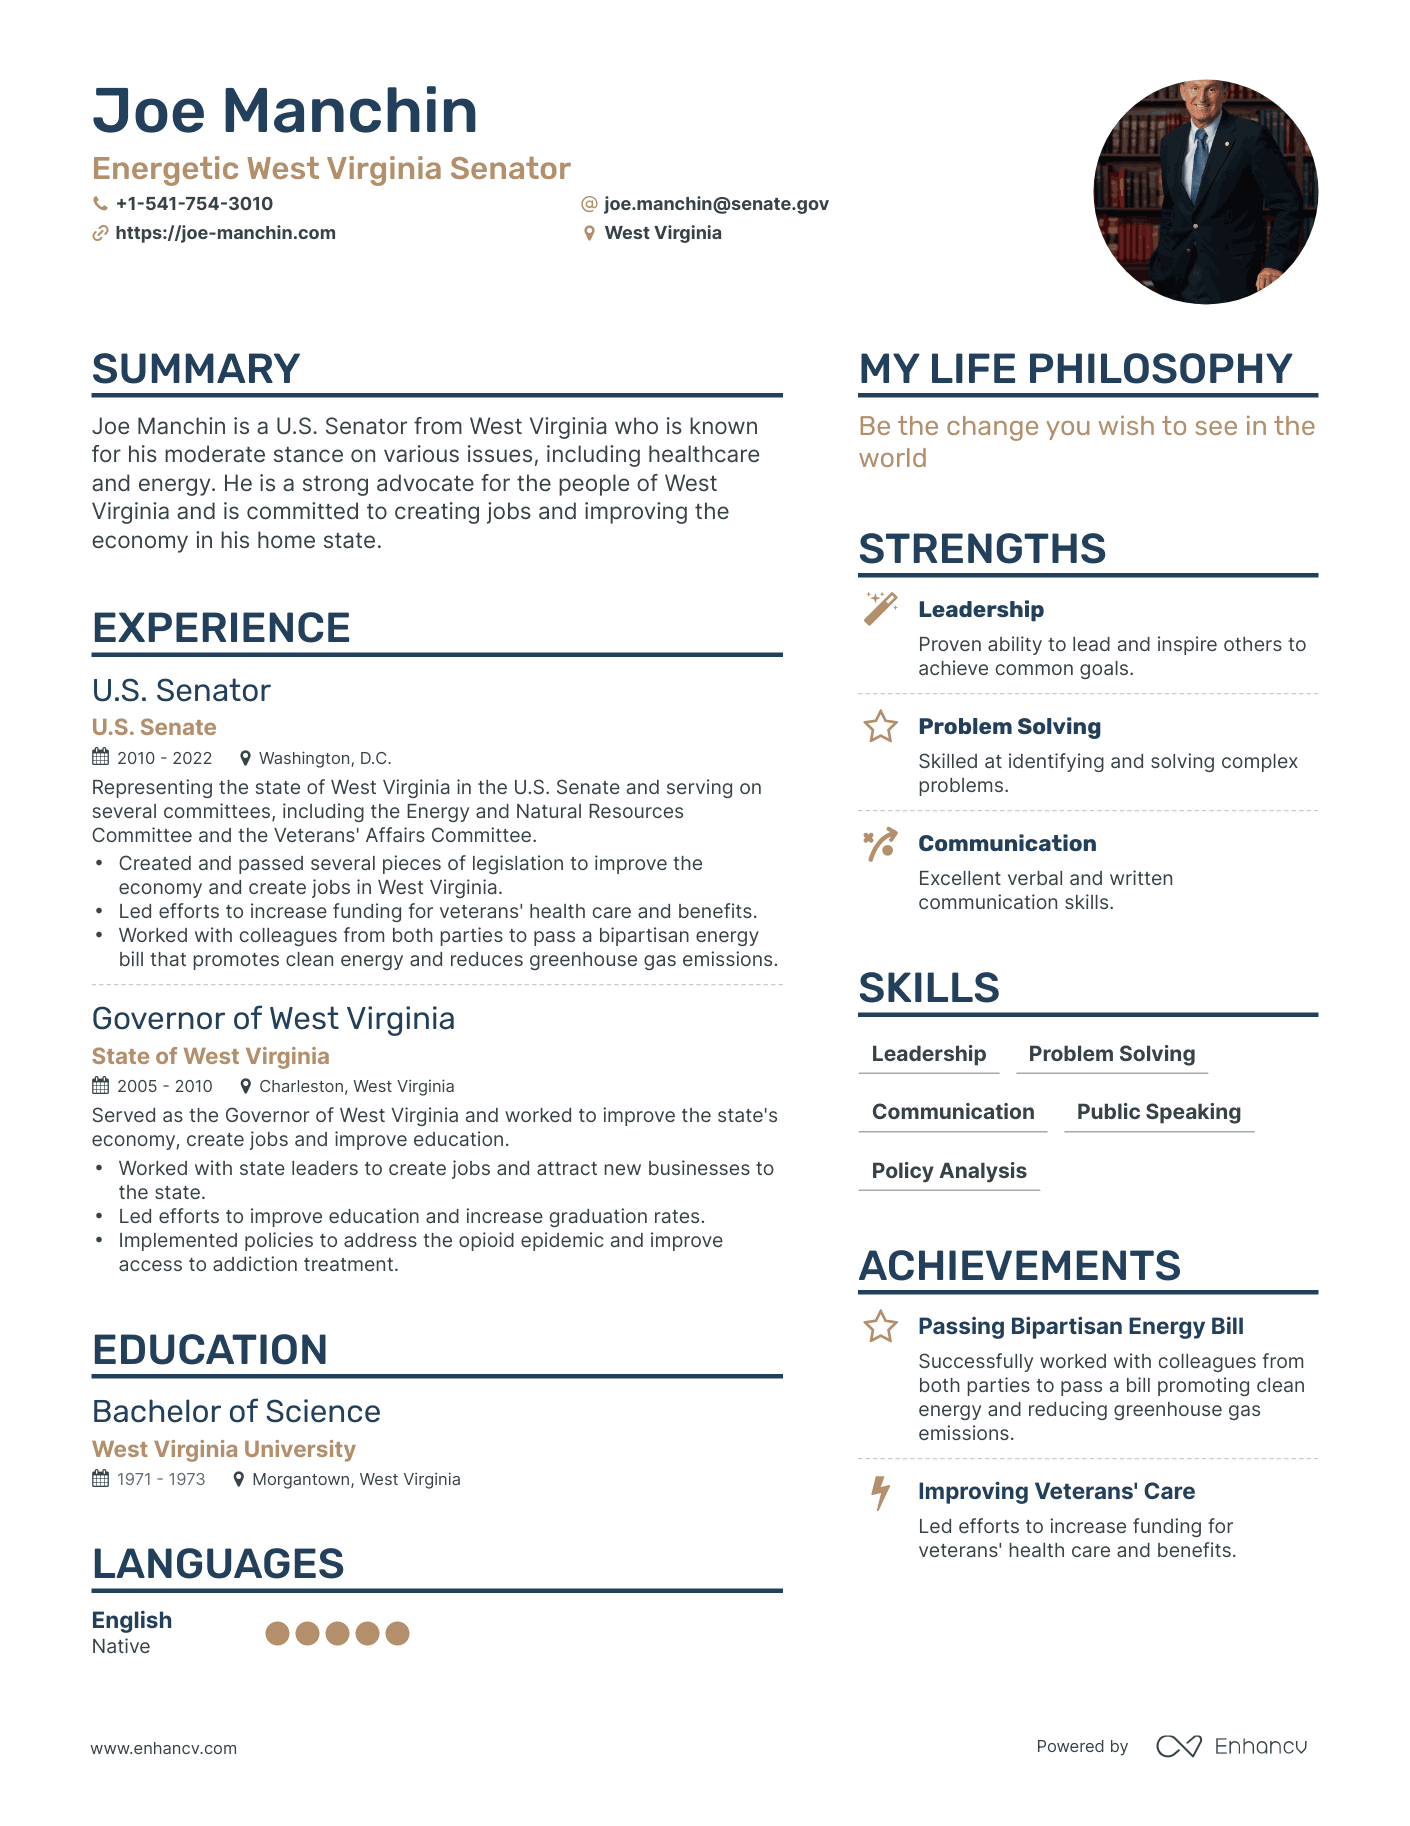 Joe Manchin
Energetic West Virginia Senator
+1-541-754-3010
@ joe.manchin@senate.gov
https://joe-manchin.com
West Virginia
SUMMARY
Joe Manchin is a U.S. Senator from West Virginia who is known
for his moderate stance on various issues, including healthcare
and energy. He is a strong advocate for the people of West
Virginia and is committed to creating jobs and improving the
economy in his home state.
EXPERIENCE
U.S. Senator
U.S. Senate
2010 - 2022
Washington, D.C.
Representing the state of West Virginia in the U.S. Senate and serving on
several committees, including the Energy and Natural Resources
Committee and the Veterans' Affairs Committee.
• Created and passed several pieces of legislation to improve the
economy and create jobs in West Virginia.
• Led efforts to increase funding for veterans' health care and benefits.
• Worked with colleagues from both parties to pass a bipartisan energy
bill that promotes clean energy and reduces greenhouse gas emissions.
Governor of West Virginia
State of West Virginia
2005 - 2010
Charleston, West Virginia
Served as the Governor of West Virginia and worked to improve the state's
economy, create jobs and improve education.
• Worked with state leaders to create jobs and attract new businesses to
the state.
• Led efforts to improve education and increase graduation rates.
• Implemented policies to address the opioid epidemic and improve
access to addiction treatment.
EDUCATION
Bachelor of Science
West Virginia University
1971 - 1973
Morgantown, West Virginia
LANGUAGES
English
Native
MY LIFE PHILOSOPHY
Be the change you wish to see in the
world
STRENGTHS
Leadership
Proven ability to lead and inspire others to
achieve common goals.
Problem Solving
Skilled at identifying and solving complex
problems.
Communication
Excellent verbal and written
communication skills.
SKILLS
Leadership
Problem Solving
Communication
Public Speaking
Policy Analysis
ACHIEVEMENTS
Passing Bipartisan Energy Bill
Successfully worked with colleagues from
both parties to pass a bill promoting clean
energy and reducing greenhouse gas
emissions.
Improving Veterans' Care
Led efforts to increase funding for
veterans' health care and benefits.
www.enhancv.com
Powered by
Enhancv